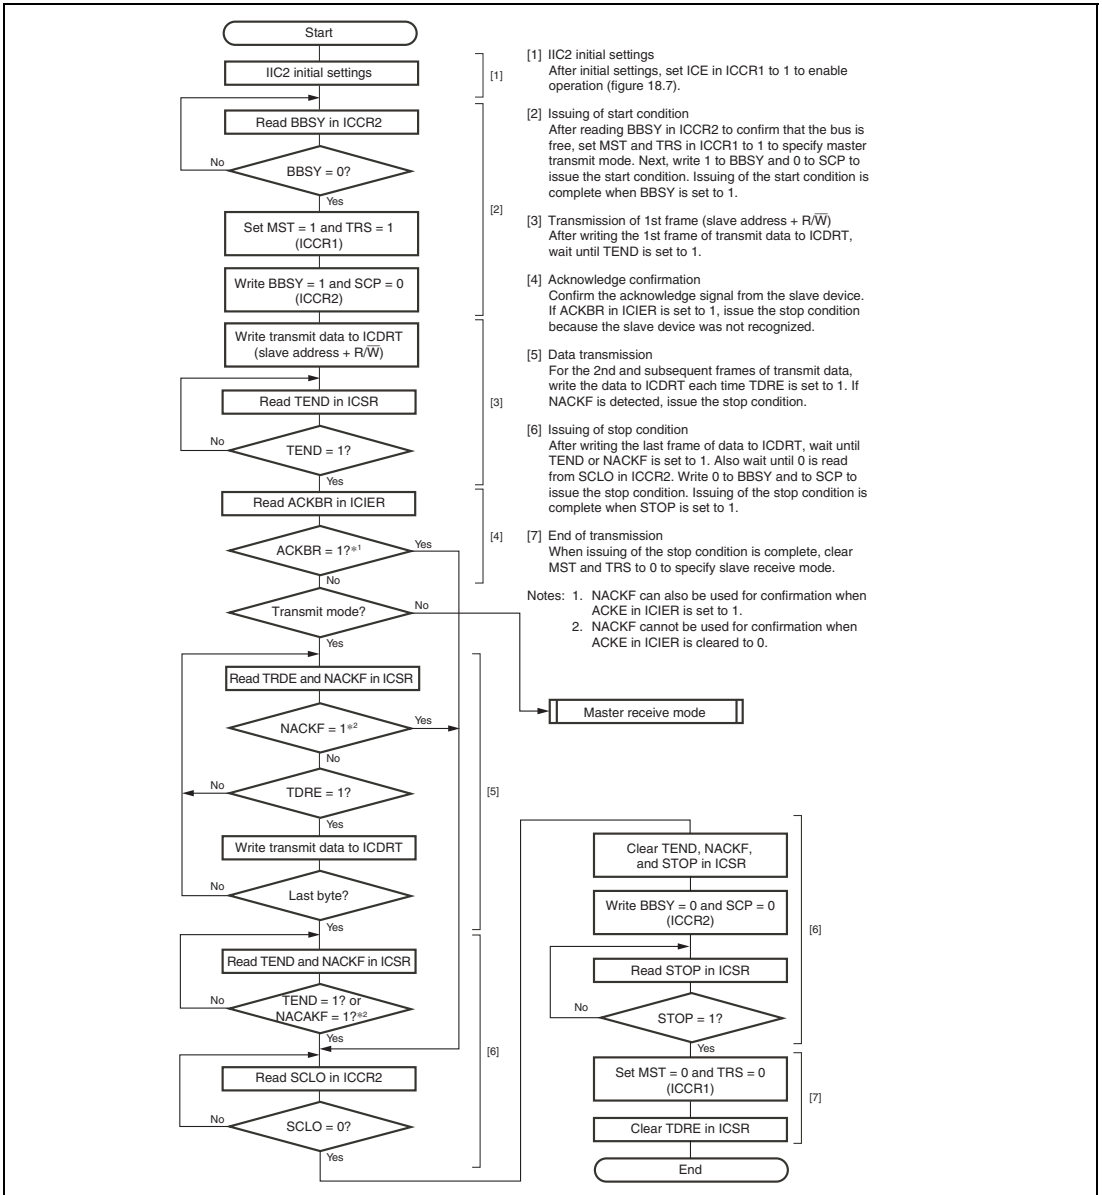 Start
IIC2 initial settings
[1]
Read BBSY in ICCR2
No
BBSY = 0?
Yes
[2]
Set MST = 1 and TRS = 1
(ICCR1)
Write BBSY = 1 and SCP = 0
(ICCR2)
Write transmit data to ICDRT
(slave address + R/W̅)
Read TEND in ICSR
[3]
No
TEND = 1?
Yes
Read ACKBR in ICIER
[4]
ACKBR = 1?*1
Yes
No
Transmit mode?
No
Yes
Read TRDE and NACKF in ICSR
NACKF = 1*2
Yes
No
No
TDRE = 1?
[5]
Yes
Write transmit data to ICDRT
No
Last byte?
Yes
Read TEND and NACKF in ICSR
No
TEND = 1? or
NACAKF = 1?*2
Yes
[6]
Read SCLO in ICCR2
No
SCLO = 0?
Yes
[1] IIC2 initial settings
After initial settings, set ICE in ICCR1 to 1 to enable
operation (figure 18.7).
[2] Issuing of start condition
After reading BBSY in ICCR2 to confirm that the bus is
free, set MST and TRS in ICCR1 to 1 to specify master
transmit mode. Next, write 1 to BBSY and 0 to SCP to
issue the start condition. Issuing of the start condition is
complete when BBSY is set to 1.
[3] Transmission of 1st frame (slave address + R/W̅)
After writing the 1st frame of transmit data to ICDRT,
wait until TEND is set to 1.
[4] Acknowledge confirmation
Confirm the acknowledge signal from the slave device.
If ACKBR in ICIER is set to 1, issue the stop condition
because the slave device was not recognized.
[5] Data transmission
For the 2nd and subsequent frames of transmit data,
write the data to ICDRT each time TDRE is set to 1. If
NACKF is detected, issue the stop condition.
[6] Issuing of stop condition
After writing the last frame of data to ICDRT, wait until
TEND or NACKF is set to 1. Also wait until 0 is read
from SCLO in ICCR2. Write 0 to BBSY and to SCP to
issue the stop condition. Issuing of the stop condition is
complete when STOP is set to 1.
[7] End of transmission
When issuing of the stop condition is complete, clear
MST and TRS to 0 to specify slave receive mode.
Notes: 1. NACKF can also be used for confirmation when
ACKE in ICIER is set to 1.
2. NACKF cannot be used for confirmation when
ACKE in ICIER is cleared to 0.
Master receive mode
Clear TEND, NACKF,
and STOP in ICSR
Write BBSY = 0 and SCP = 0
(ICCR2)
[6]
Read STOP in ICSR
No
STOP = 1?
Yes
Set MST = 0 and TRS = 0
(ICCR1)
[7]
Clear TDRE in ICSR
End